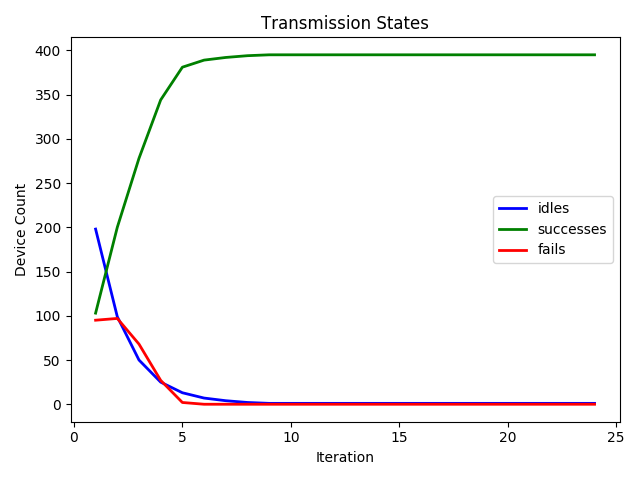 Transmission States
Device Count
400
350
300
250
200
150
100
50
0
idles
successes
fails
0 5 10 15 20 25
Iteration